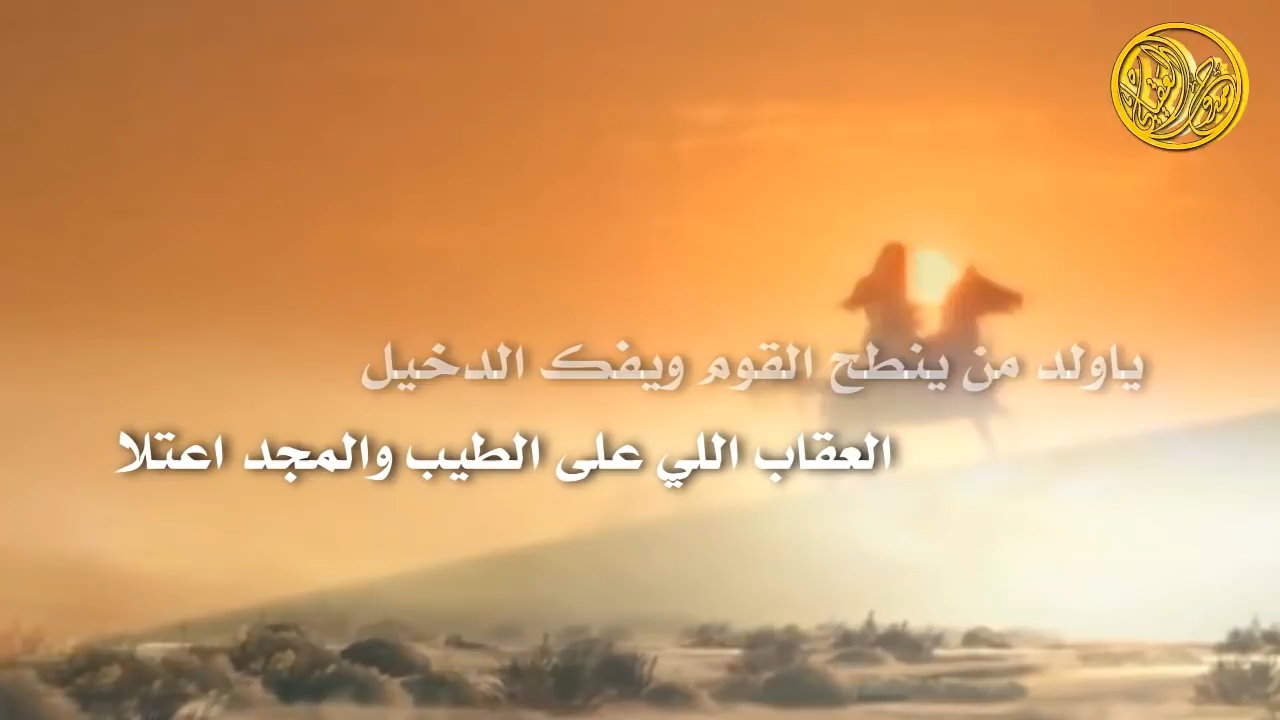 ياولد من ينطح القوم ويفك الدخيل
العقاب اللي على الطيب والمجد اعتلا